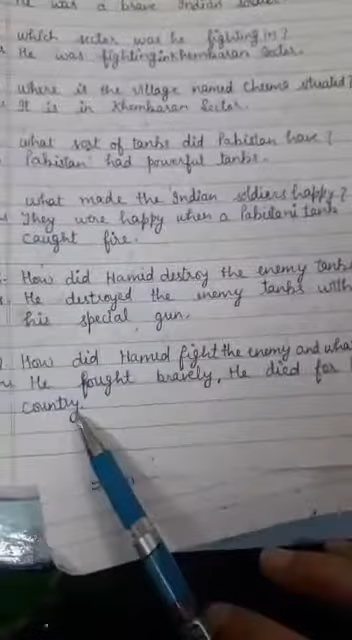 was a brave Indian
which sector was he fighting in?
He was fighting in Khemkaran Sector.
where is the village named Cheema situated?
It is in Khemkaran Sector.
what sort of tanks did Pakistan have?
Pakistan had powerful tanks.
what made the Indian soldiers happy?
They were happy when a Pakistani tank
caught fire.
How did Hamid destroy the enemy tanks
He destroyed the enemy tanks with
his special gun.
How did Hamid fight the enemy and what
He fought bravely, He died for
country.